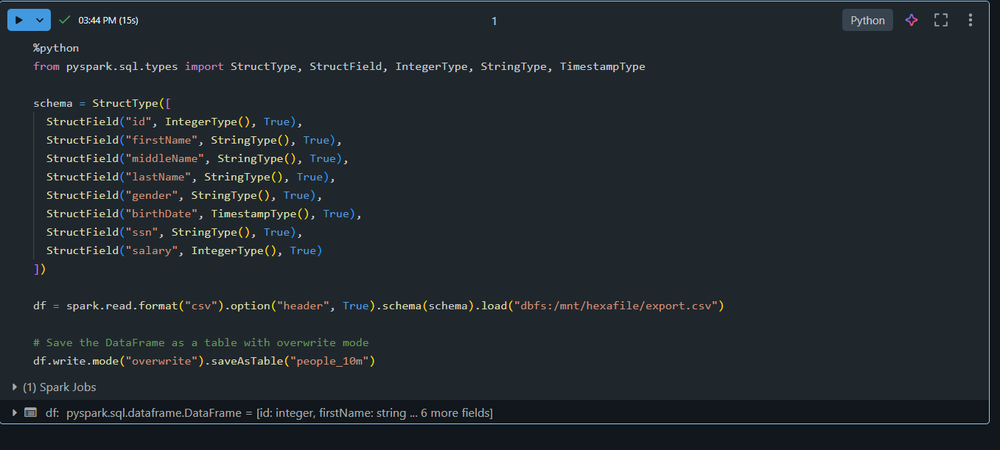 03:44 PM (15s)
1
Python
%python
from pyspark.sql.types import StructType, StructField, IntegerType, StringType, TimestampType
schema = StructType([
StructField("id", IntegerType(), True),
StructField("firstName", StringType(), True),
StructField("middleName", StringType(), True),
StructField("lastName", StringType(), True),
StructField("gender", StringType(), True),
StructField("birthDate", TimestampType(), True),
StructField("ssn", StringType(), True),
StructField("salary", IntegerType(), True)
])
df = spark.read.format("csv").option("header", True).schema(schema).load("dbfs:/mnt/hexafile/export.csv")
# Save the DataFrame as a table with overwrite mode
df.write.mode("overwrite").saveAsTable("people_10m")
(1) Spark Jobs
df: pyspark.sql.dataframe.DataFrame = [id: integer, firstName: string ... 6 more fields]